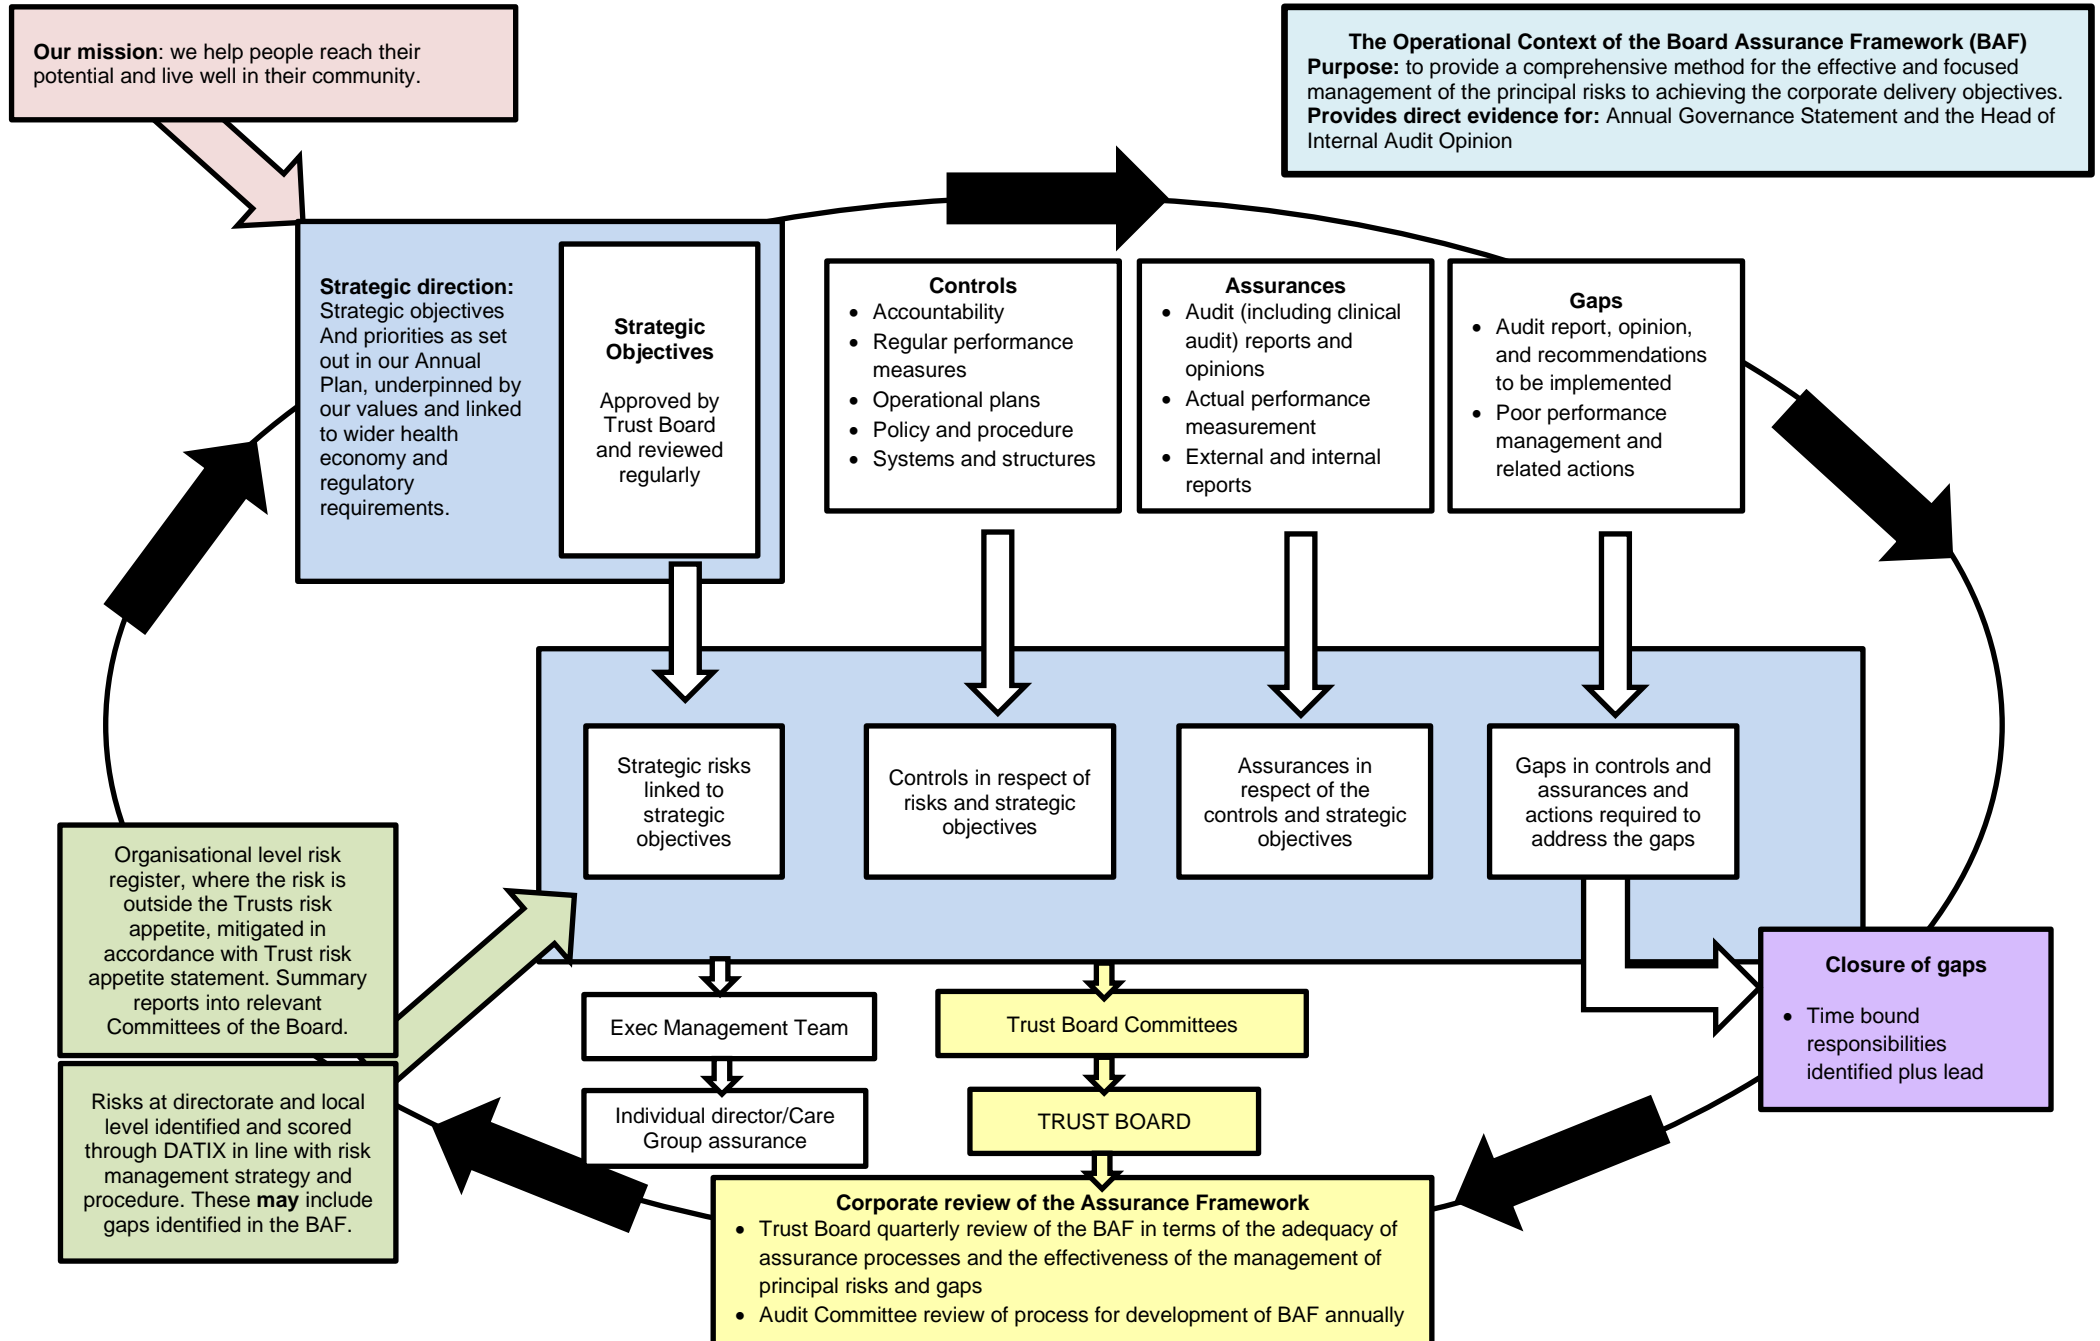 Our mission: we help people reach their
potential and live well in their community.
The Operational Context of the Board Assurance Framework (BAF)
Purpose: to provide a comprehensive method for the effective and focused
management of the principal risks to achieving the corporate delivery objectives.
Provides direct evidence for: Annual Governance Statement and the Head of
Internal Audit Opinion
Strategic direction:
Strategic objectives
And priorities as set
out in our Annual
Plan, underpinned by
our values and linked
to wider health
economy and
regulatory
requirements.
Strategic
Objectives
Approved by
Trust Board
and reviewed
regularly
Controls
• Accountability
• Regular performance
measures
• Operational plans
• Policy and procedure
• Systems and structures
Assurances
• Audit (including clinical
audit) reports and
opinions
• Actual performance
measurement
• External and internal
reports
Gaps
• Audit report, opinion,
and recommendations
to be implemented
• Poor performance
management and
related actions
Strategic risks
linked to
strategic
objectives
Controls in respect of
risks and strategic
objectives
Assurances in
respect of the
controls and strategic
objectives
Gaps in controls and
assurances and
actions required to
address the gaps
Organisational level risk
register, where the risk is
outside the Trusts risk
appetite, mitigated in
accordance with Trust risk
appetite statement. Summary
reports into relevant
Committees of the Board.
Risks at directorate and local
level identified and scored
through DATIX in line with risk
management strategy and
procedure. These may include
gaps identified in the BAF.
Exec Management Team
Individual director/Care
Group assurance
Trust Board Committees
TRUST BOARD
Closure of gaps
• Time bound
responsibilities
identified plus lead
Corporate review of the Assurance Framework
• Trust Board quarterly review of the BAF in terms of the adequacy of
assurance processes and the effectiveness of the management of
principal risks and gaps
• Audit Committee review of process for development of BAF annually